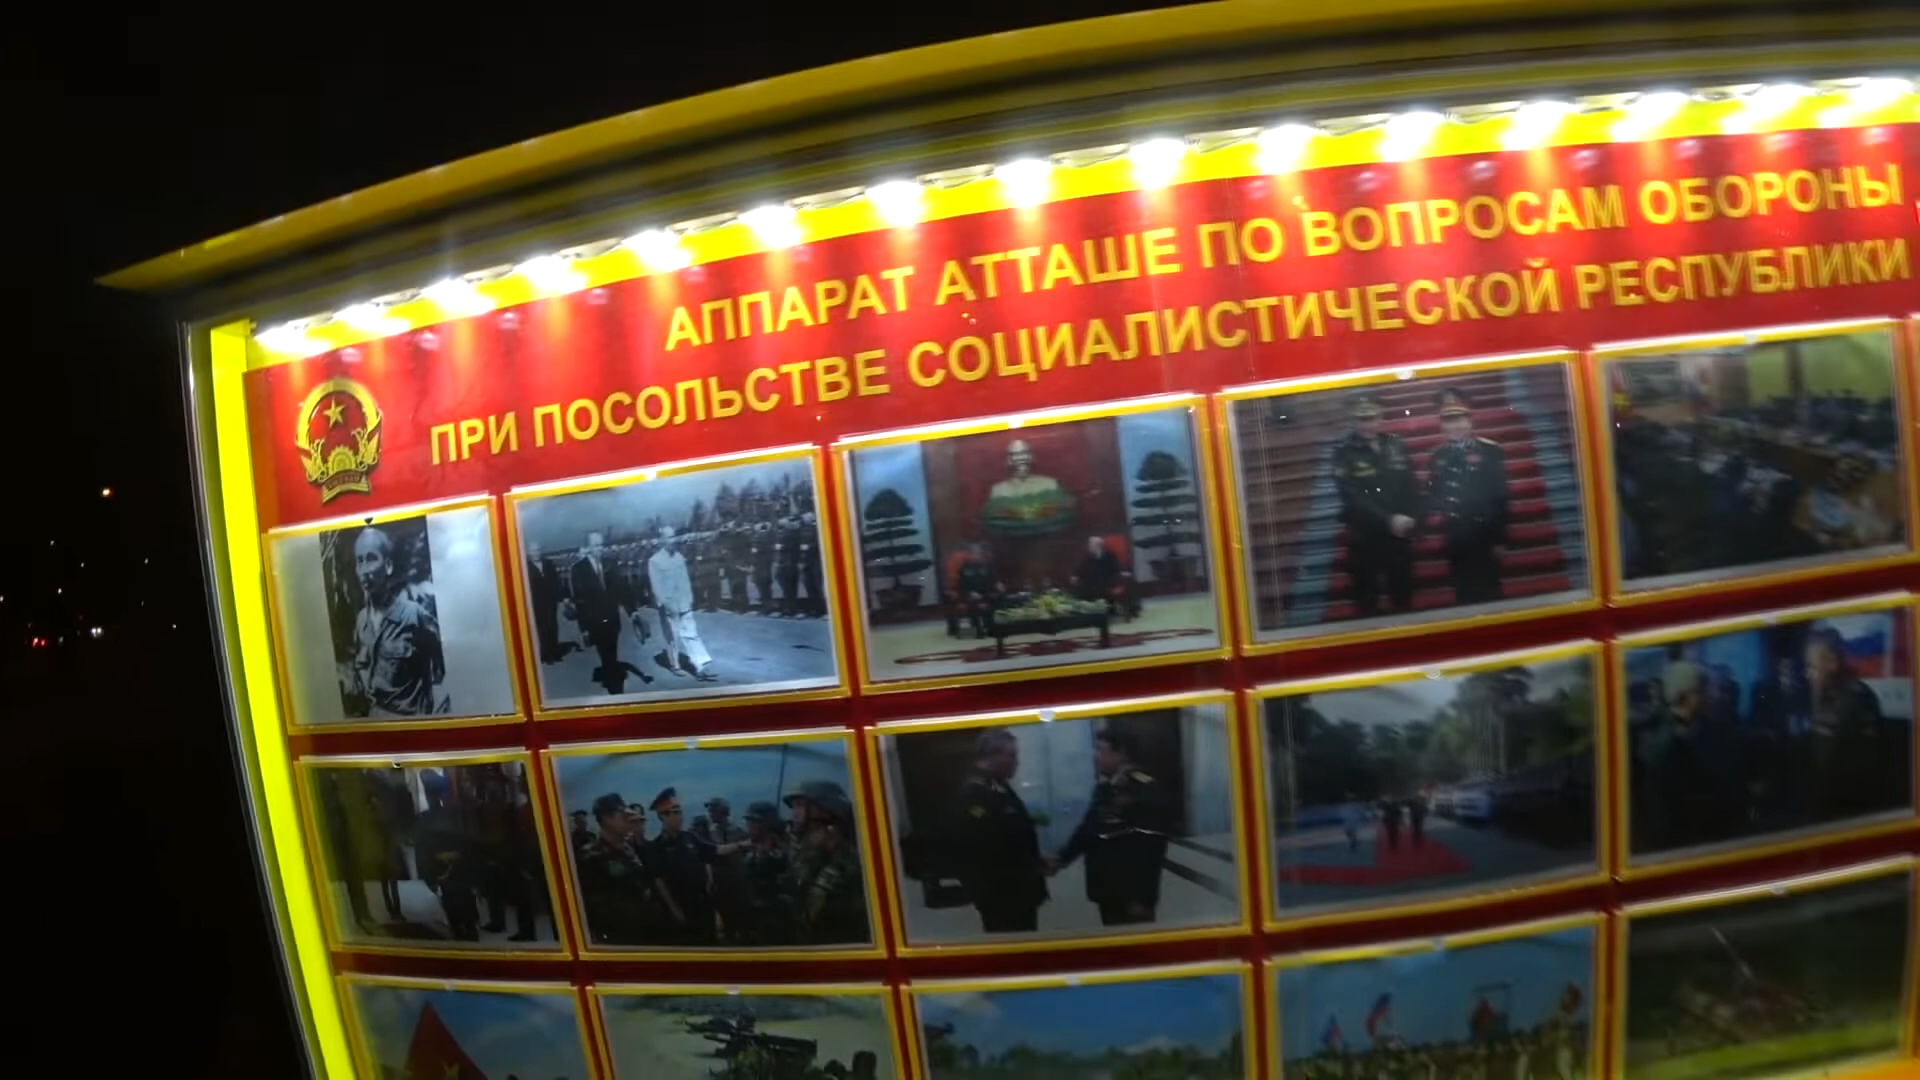 АППАРАТ АТТАШЕ ПО ВОПРОСАМ ОБОРОНЫ
ПРИ ПОСОЛЬСТВЕ СОЦИАЛИСТИЧЕСКОЙ РЕСПУБЛИКИ